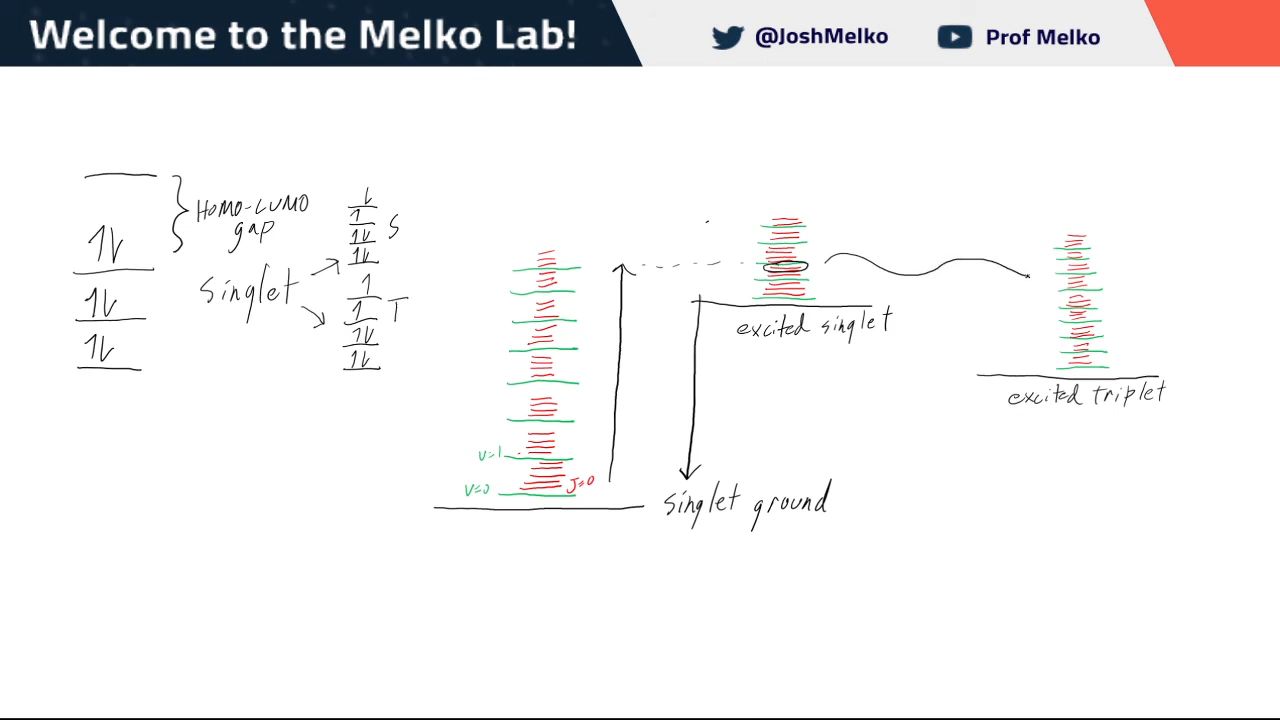 Welcome to the Melko Lab!
@JoshMelko
Prof Melko
HOMO-LUMO
gap
S
singlet
T
v=1
v=0
J=0
excited singlet
excited triplet
singlet ground